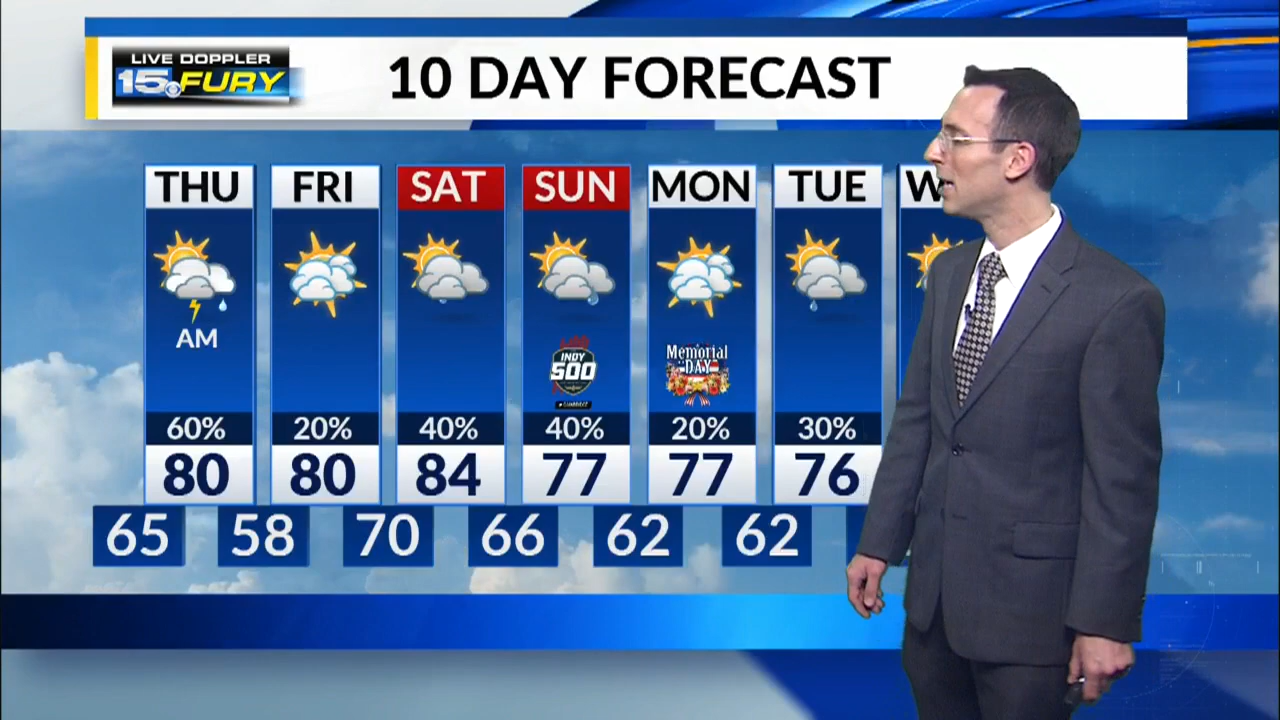 LIVE DOPPLER
15 FURY
10 DAY FORECAST
THU FRI SAT SUN MON TUE W
AM
INDY
500
Memorial
DAY
60% 20% 40% 40% 20% 30%
80 80 84 77 77 76
65 58 70 66 62 62